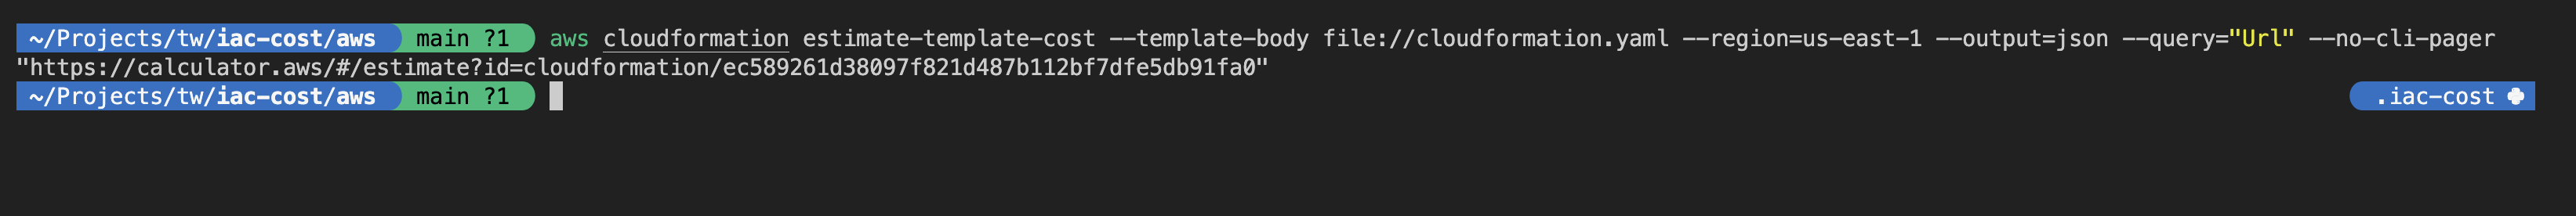 ~/Projects/tw/iac-cost/aws main ?1 aws cloudformation estimate-template-cost --template-body file://cloudformation.yaml --region=us-east-1 --output=json --query="Url" --no-cli-pager
"https://calculator.aws/#/estimate?id=cloudformation/ec589261d38097f821d487b112bf7dfe5db91fa0"
~/Projects/tw/iac-cost/aws main ?1 .iac-cost